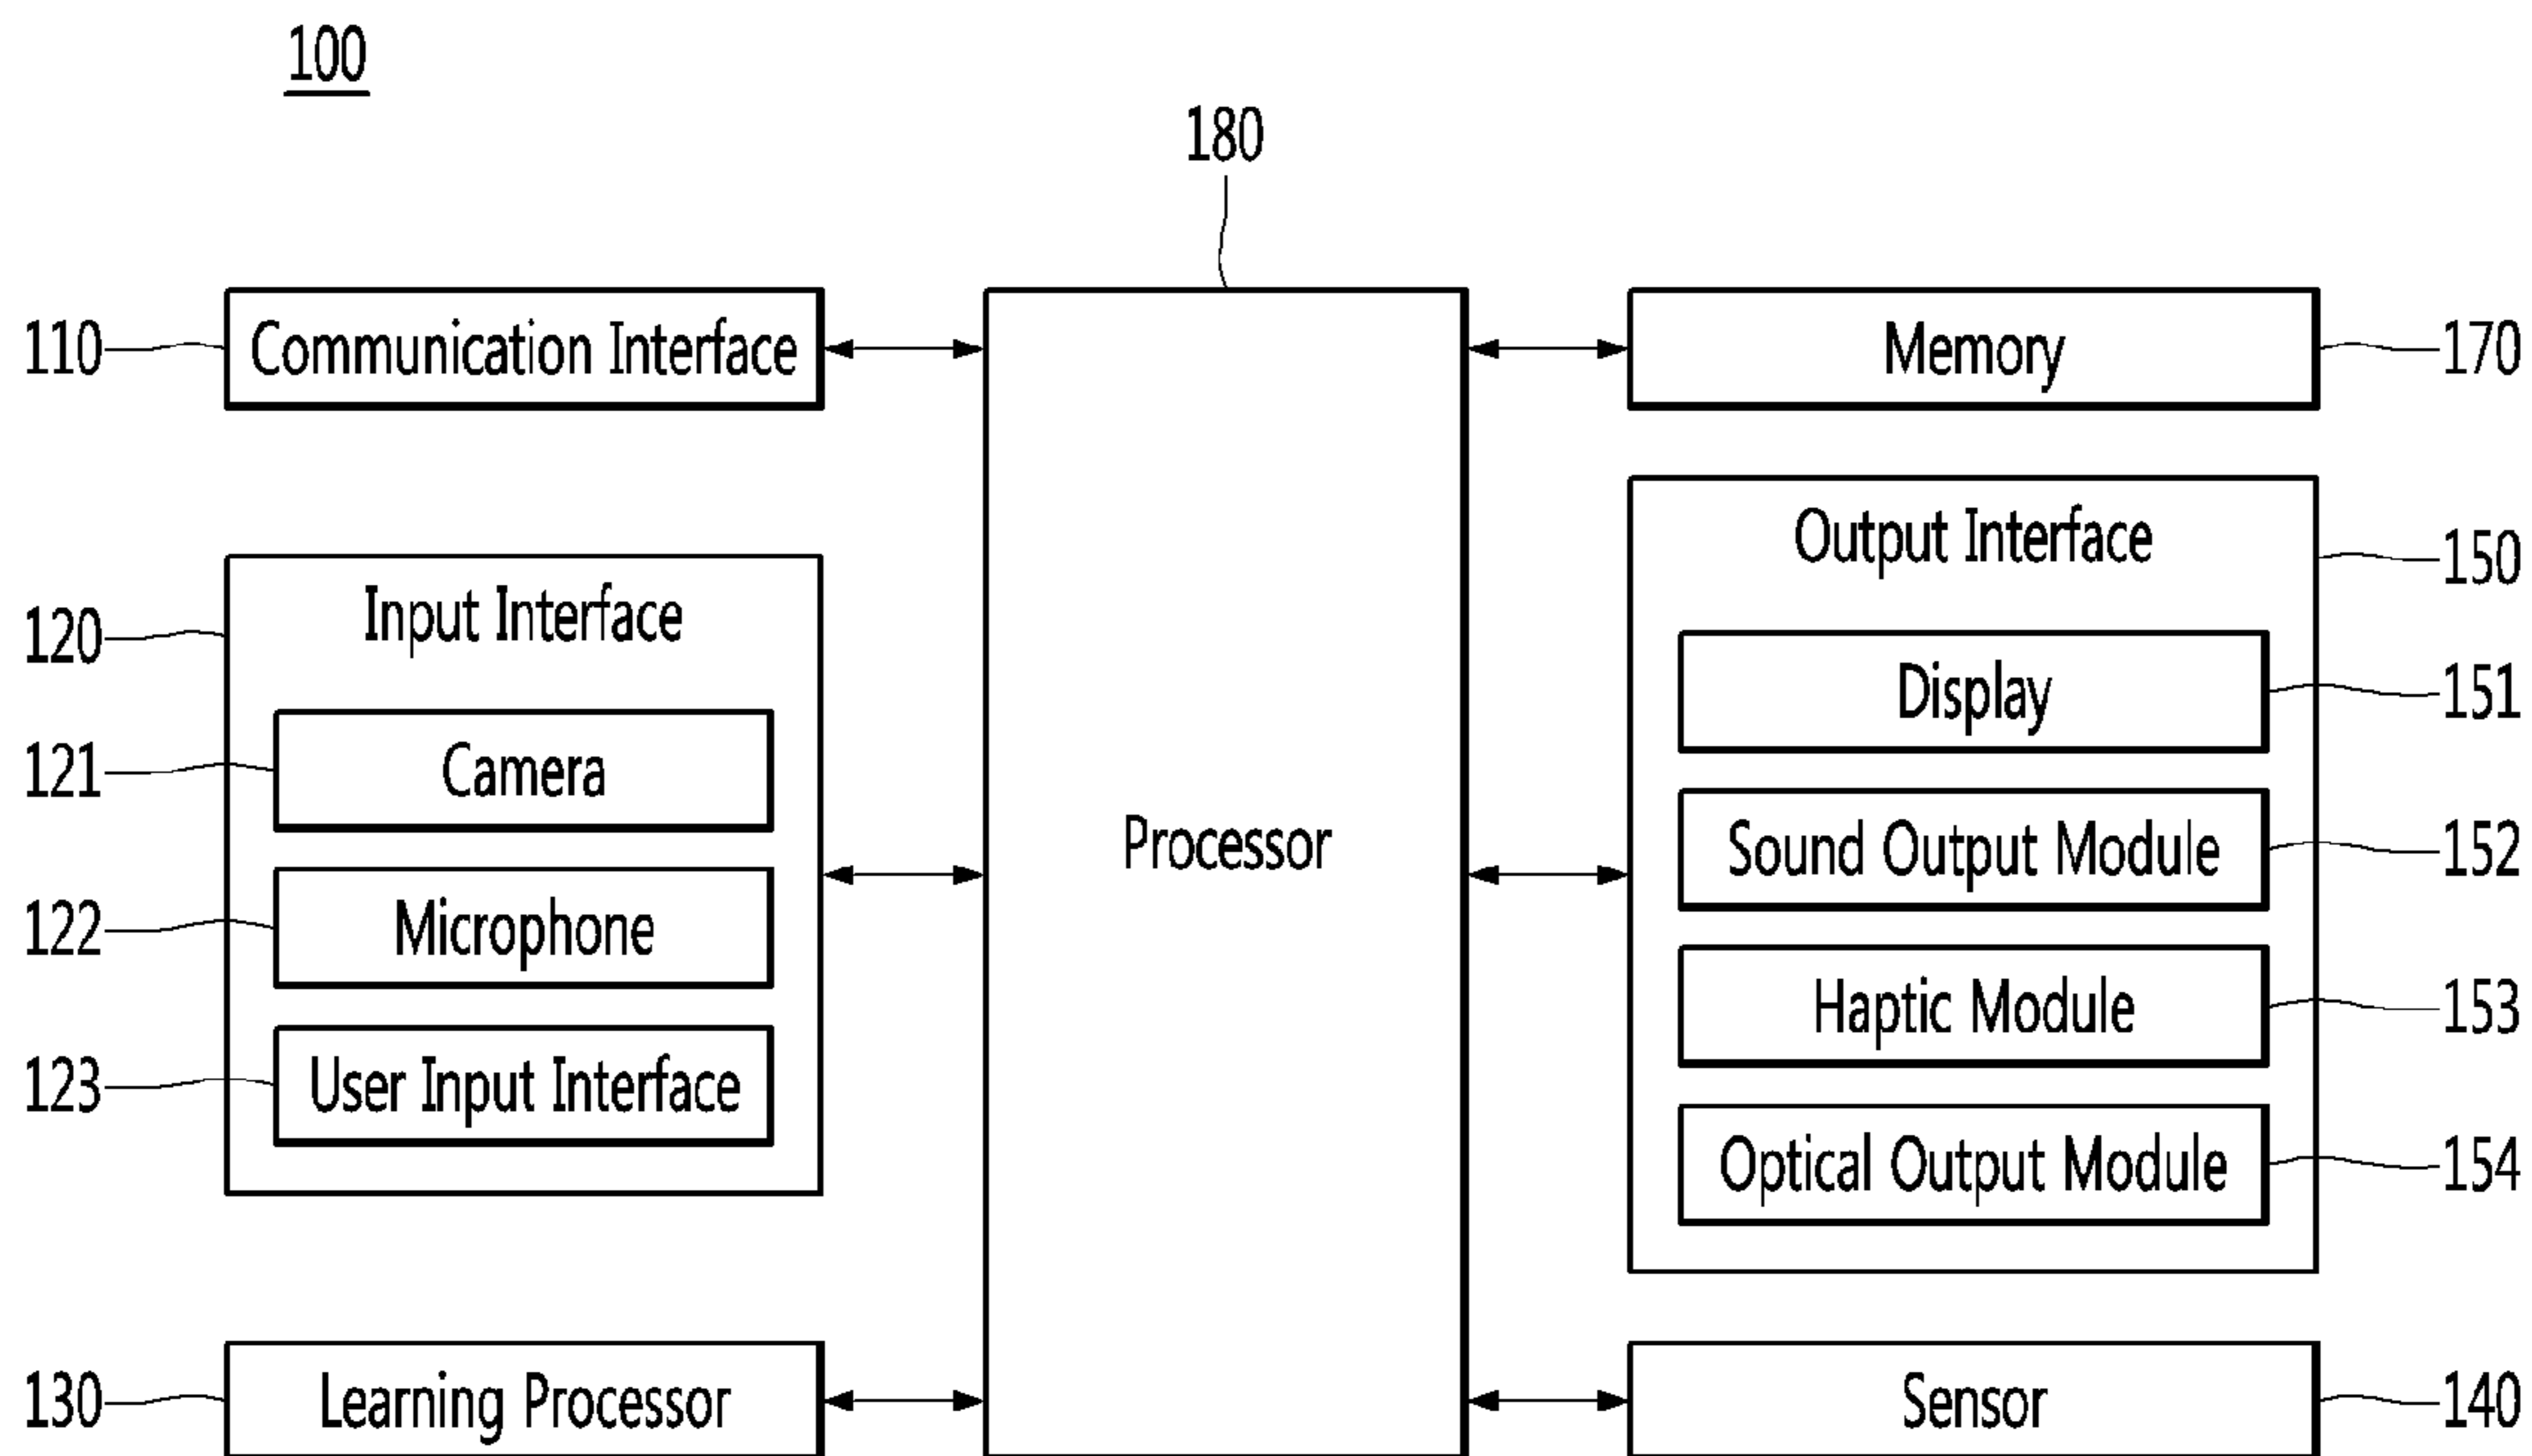 100
180
110
Communication Interface
Memory
170
Output Interface
150
Input Interface
120
Display
151
121
Camera
Processor
Sound Output Module
152
122
Microphone
Haptic Module
153
123
User Input Interface
Optical Output Module
154
130
Learning Processor
Sensor
140